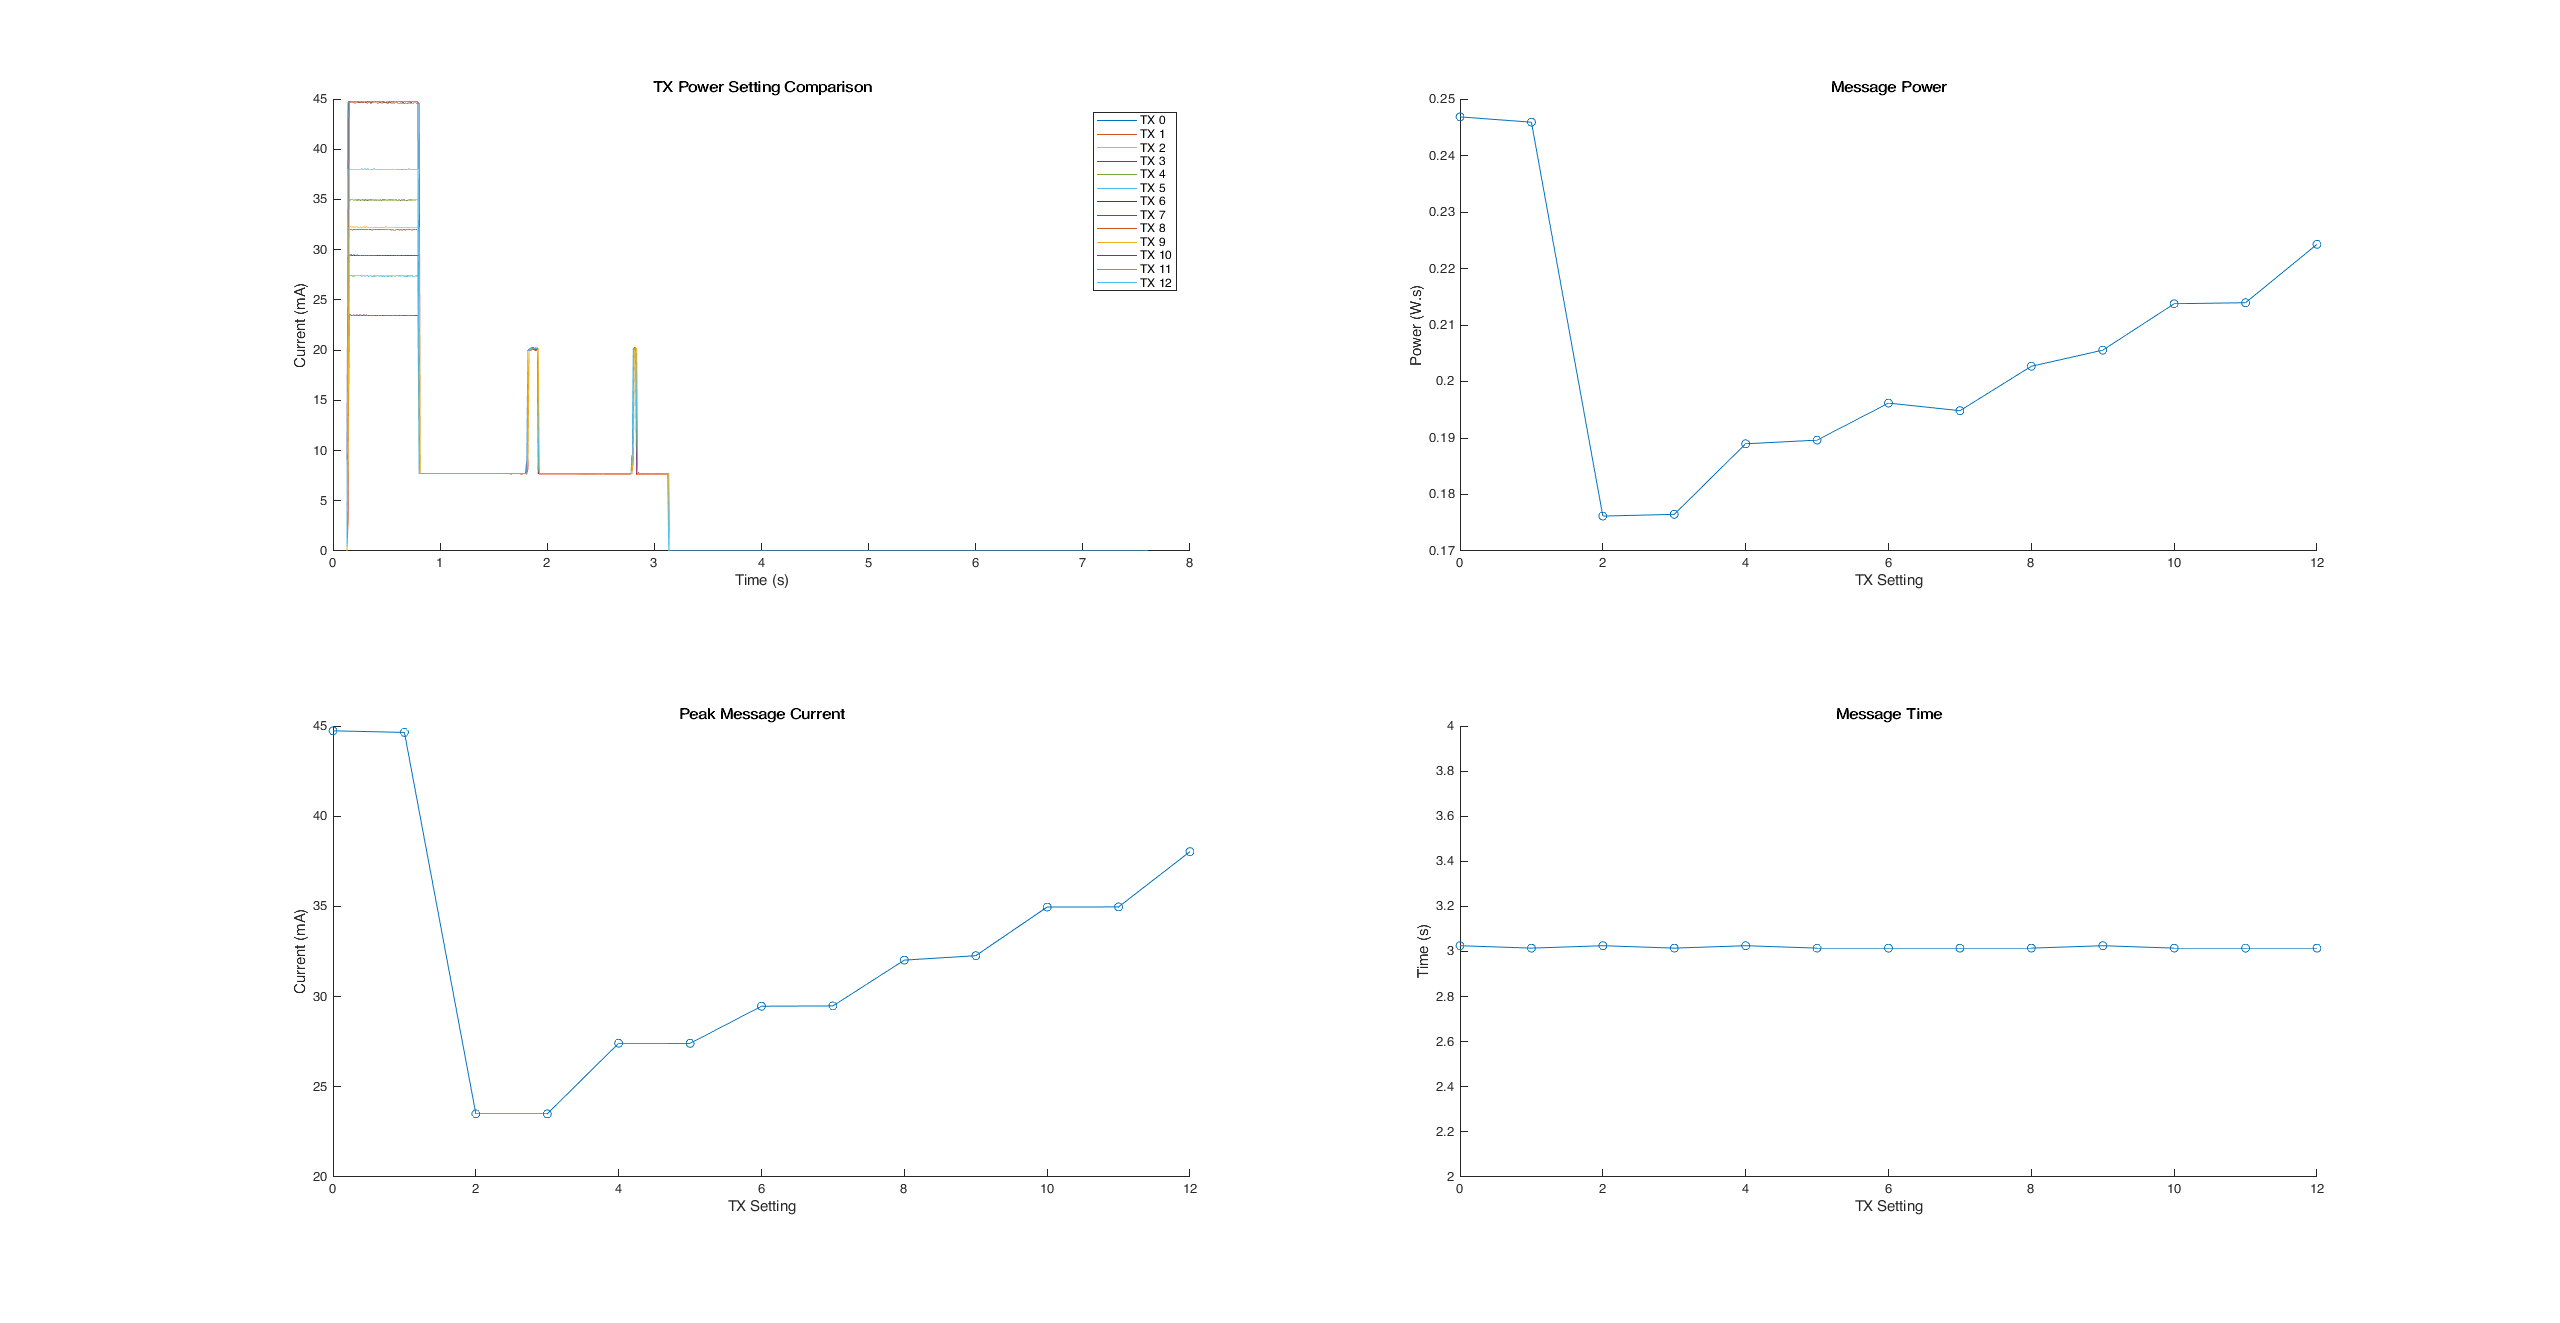 TX Power Setting Comparison
45
40
35
30
25
20
15
10
5
0
Current (mA)
0 1 2 3 4 5 6 7 8
Time (s)
TX 0
TX 1
TX 2
TX 3
TX 4
TX 5
TX 6
TX 7
TX 8
TX 9
TX 10
TX 11
TX 12
Message Power
0.25
0.24
0.23
0.22
0.21
0.2
0.19
0.18
0.17
Power (W.s)
0 2 4 6 8 10 12
TX Setting
Peak Message Current
45
40
35
30
25
20
Current (mA)
0 2 4 6 8 10 12
TX Setting
Message Time
4
3.8
3.6
3.4
3.2
3
2.8
2.6
2.4
2.2
2
Time (s)
0 2 4 6 8 10 12
TX Setting